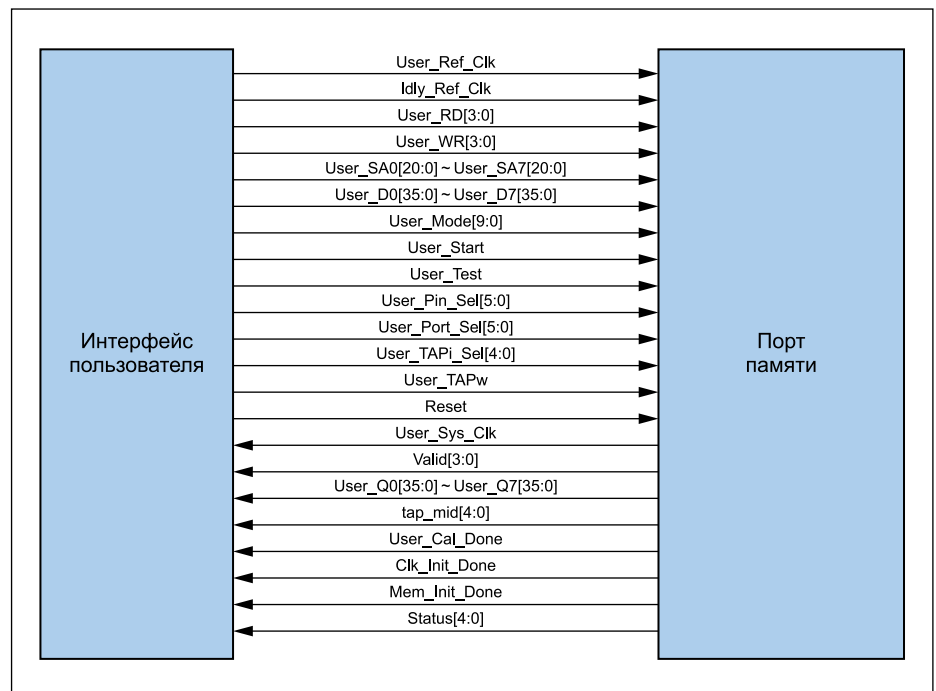 User_Ref_Clk
Idly_Ref_Clk
User_RD[3:0]
User_WR[3:0]
User_SA0[20:0] ~ User_SA7[20:0]
User_D0[35:0] ~ User_D7[35:0]
User_Mode[9:0]
User_Start
User_Test
User_Pin_Sel[5:0]
User_Port_Sel[5:0]
User_TAPi_Sel[4:0]
User_TAPw
Reset
User_Sys_Clk
Valid[3:0]
User_Q0[35:0] ~ User_Q7[35:0]
tap_mid[4:0]
User_Cal_Done
Clk_Init_Done
Mem_Init_Done
Status[4:0]
Интерфейс
пользователя
Порт
памяти